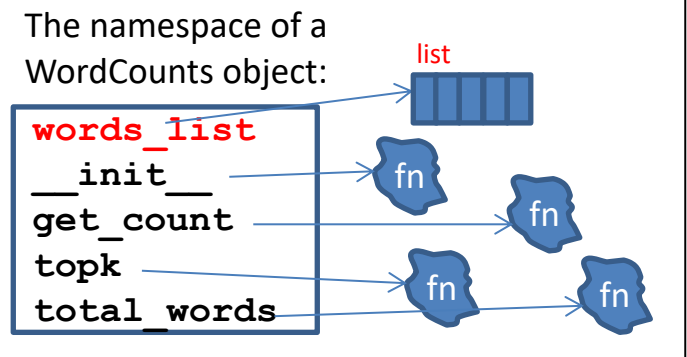 The namespace of a
WordCounts object:
list
words_list
__init__
fn
get_count
fn
topk
fn
total_words
fn